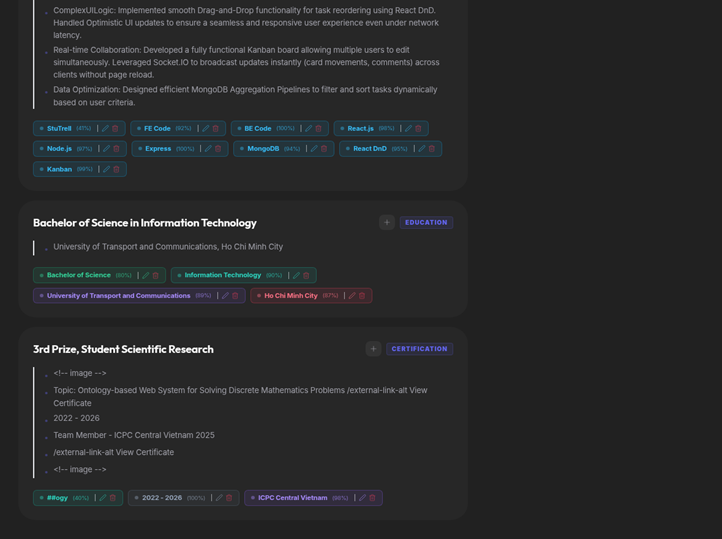 ComplexUILogic: Implemented smooth Drag-and-Drop functionality for task reordering using React DnD.
Handled Optimistic UI updates to ensure a seamless and responsive user experience even under network
latency.
Real-time Collaboration: Developed a fully functional Kanban board allowing multiple users to edit
simultaneously. Leveraged Socket.IO to broadcast updates instantly (card movements, comments) across
clients without page reload.
Data Optimization: Designed efficient MongoDB Aggregation Pipelines to filter and sort tasks dynamically
based on user criteria.
StuTrell (41%) FE Code (92%) BE Code (100%) React.js (98%)
Node.js (97%) Express (100%) MongoDB (94%) React DnD (95%)
Kanban (99%)
Bachelor of Science in Information Technology + EDUCATION
University of Transport and Communications, Ho Chi Minh City
Bachelor of Science Information Technology (90%)
University of Transport and Communications (89%) Ho Chi Minh City (67%)
3rd Prize, Student Scientific Research + CERTIFICATION
<!-- image -->
Topic: Ontology-based Web System for Solving Discrete Mathematics Problems /external-link-alt View
Certificate
2022 - 2026
Team Member - ICPC Central Vietnam 2025
/external-link-alt View Certificate
<!-- image -->
##ogy (40%) 2022 - 2026 (100%) ICPC Central Vietnam (98%)